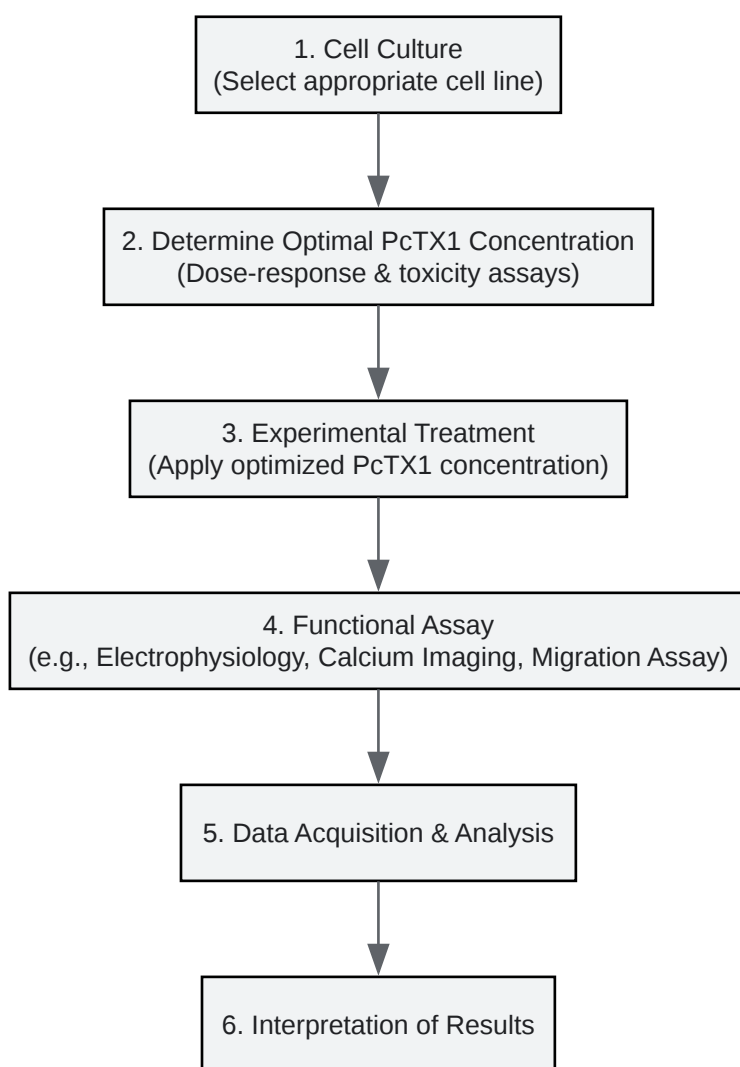 1. Cell Culture
(Select appropriate cell line)
2. Determine Optimal PcTX1 Concentration
(Dose-response & toxicity assays)
3. Experimental Treatment
(Apply optimized PcTX1 concentration)
4. Functional Assay
(e.g., Electrophysiology, Calcium Imaging, Migration Assay)
5. Data Acquisition & Analysis
6. Interpretation of Results